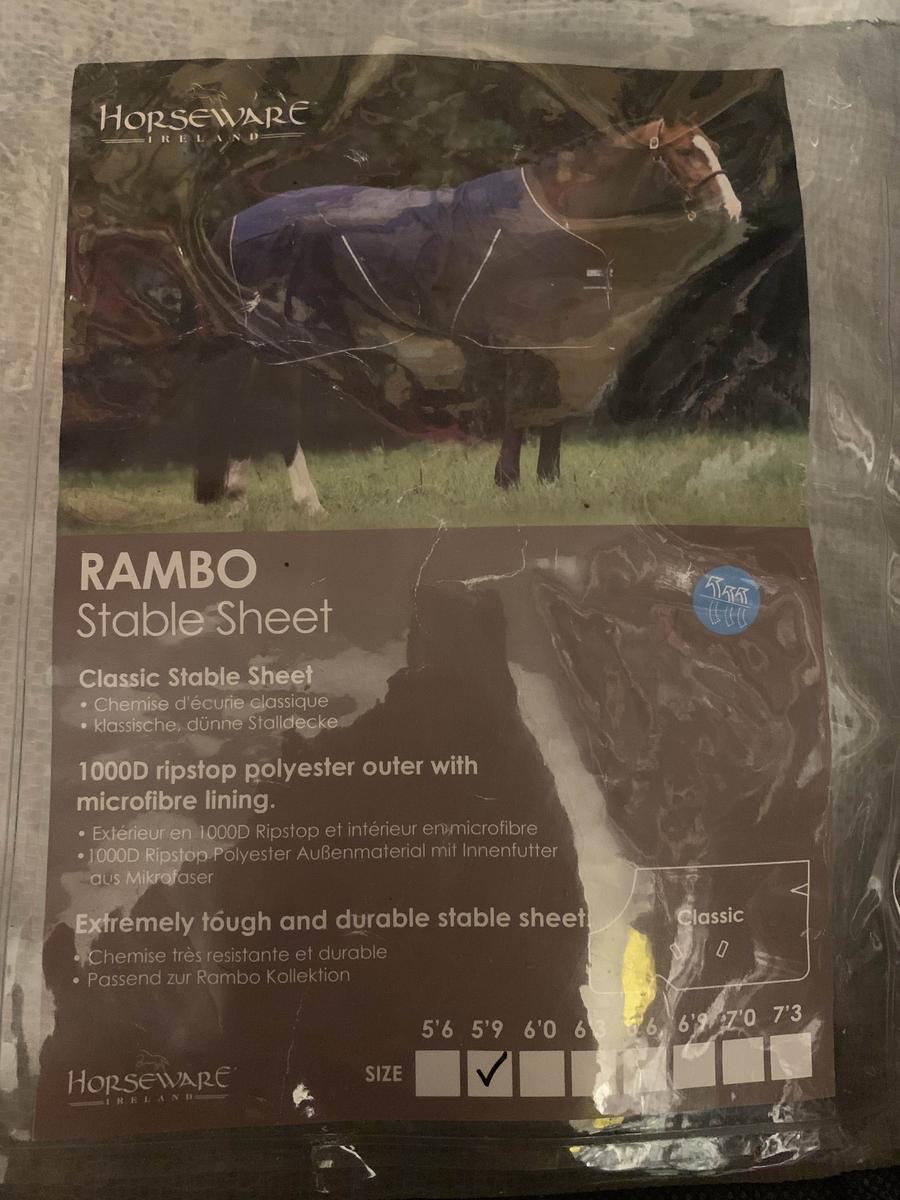 HORSEWARE
IRELAND
RAMBO
Stable Sheet
Classic Stable Sheet
• Chemise d'écurie classique
• klassische, dünne Stalldecke
1000D ripstop polyester outer with
microfibre lining.
• Extérieur en 1000D Ripstop et intérieur en microfibre
• 1000D Ripstop Polyester Außenmaterial mit Innenfutter
aus Mikrofaser
Extremely tough and durable stable sheet.
• Chemise très resistante et durable
• Passend zur Rambo Kollektion
Classic
5'6 5'9 6'0 6'3 6'6 6'9 7'0 7'3
SIZE ✓
HORSEWARE
IRELAND